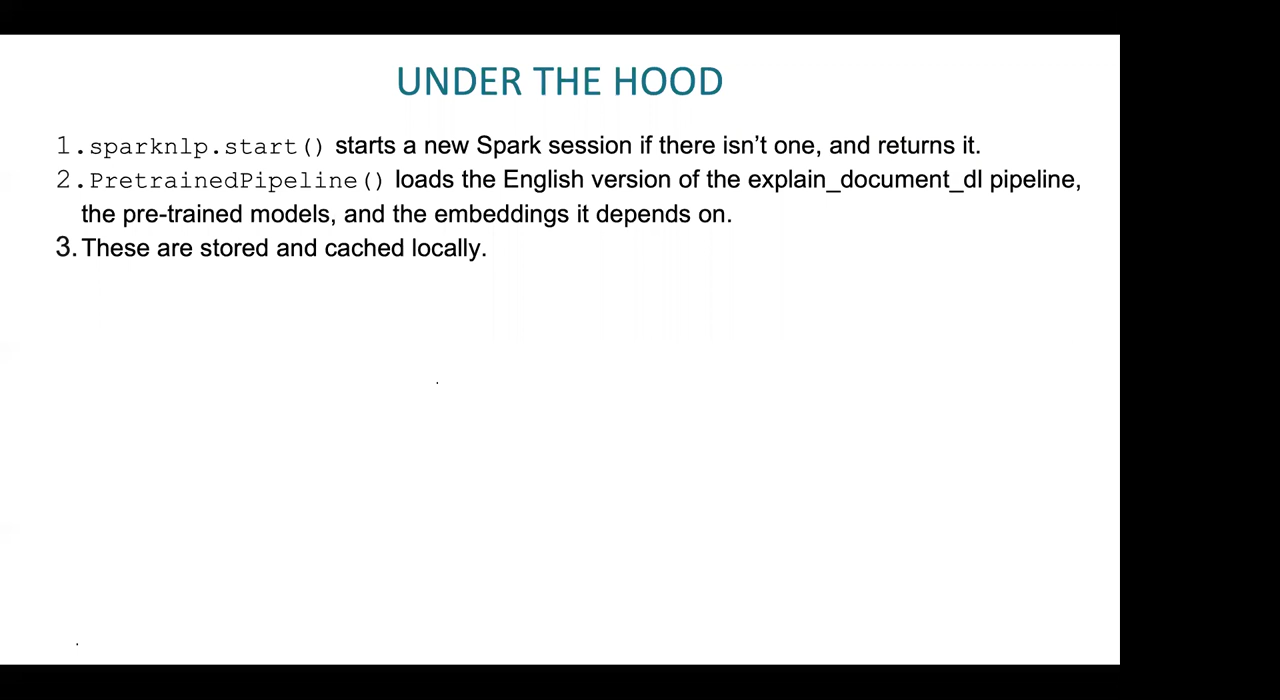 UNDER THE HOOD
1.sparknlp.start() starts a new Spark session if there isn’t one, and returns it.
2.PretrainedPipeline() loads the English version of the explain_document_dl pipeline,
the pre-trained models, and the embeddings it depends on.
3. These are stored and cached locally.